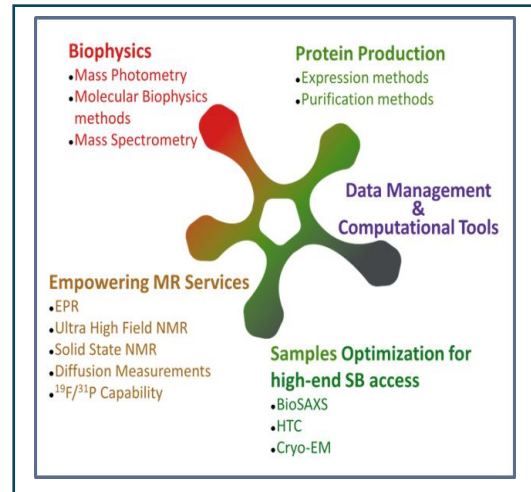 Biophysics
•Mass Photometry
•Molecular Biophysics
methods
•Mass Spectrometry
Protein Production
•Expression methods
•Purification methods
Data Management
&
Computational Tools
Empowering MR Services
•EPR
•Ultra High Field NMR
•Solid State NMR
•Diffusion Measurements
•¹⁹F/³¹P Capability
Samples Optimization for
high-end SB access
•BioSAXS
•HTC
•Cryo-EM